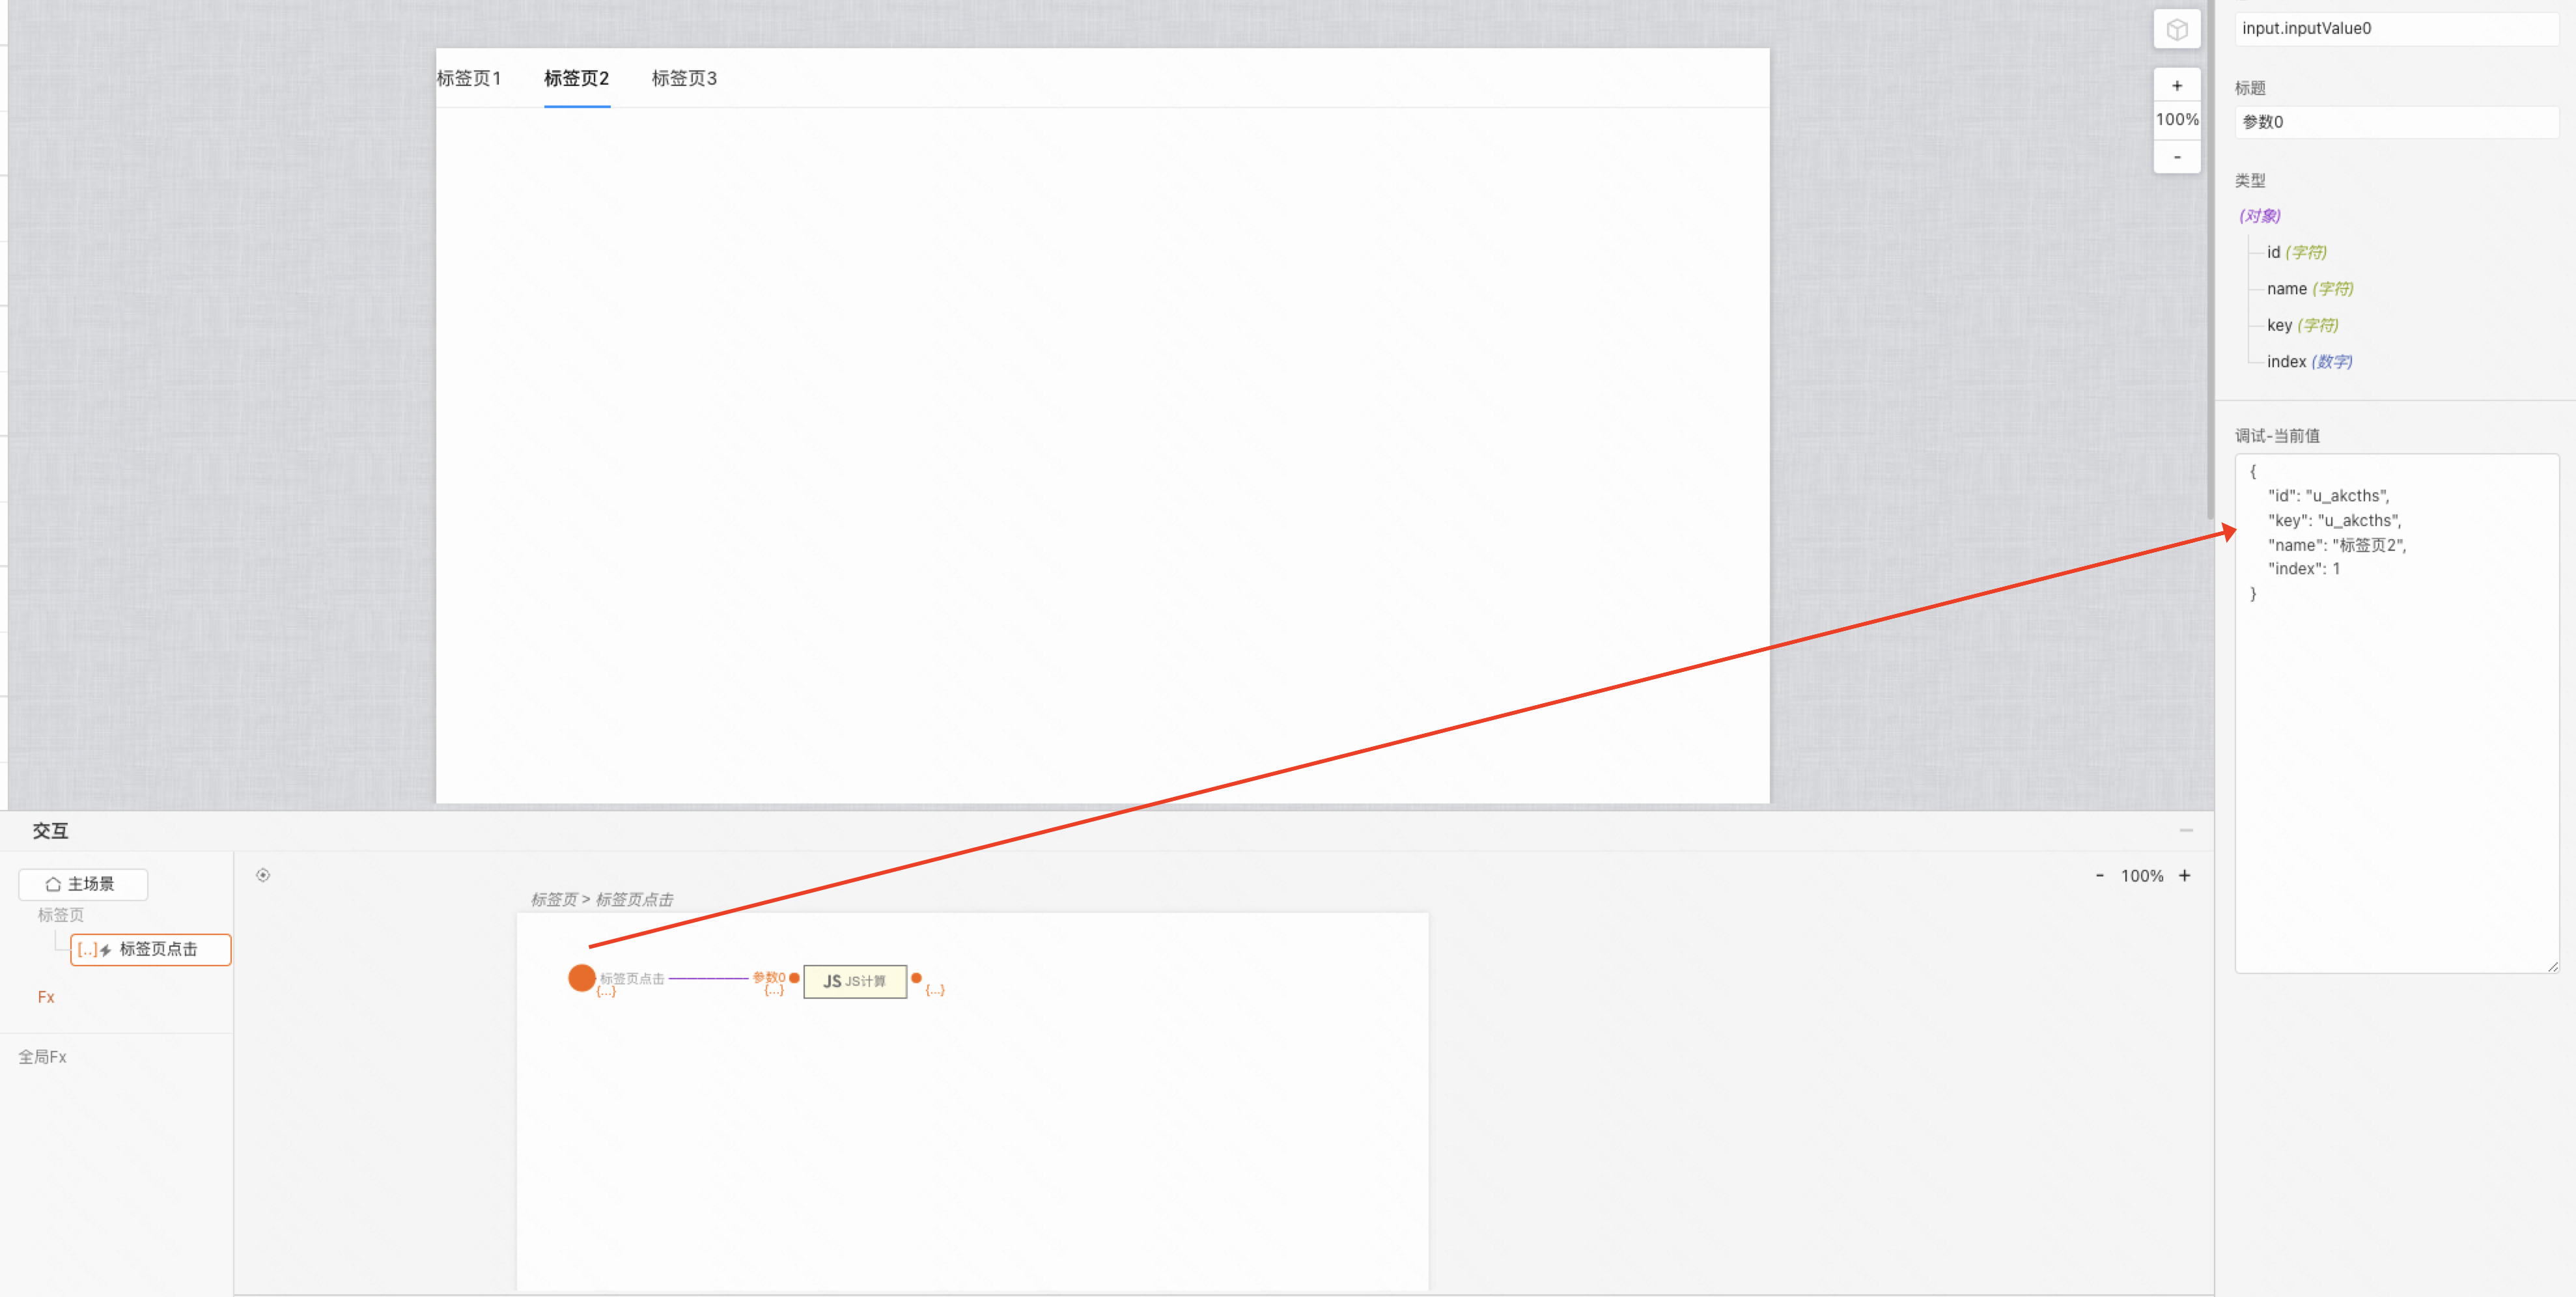 标签页1 标签页2 标签页3
+
100%
-
input.inputValue0
标题
参数0
类型
(对象)
id (字符)
name (字符)
key (字符)
index (数字)
调试-当前值
{
"id": "u_akcths",
"key": "u_akcths",
"name": "标签页2",
"index": 1
}
交互
主场景
标签页
[..] 标签页点击
Fx
全局Fx
- 100% +
标签页 > 标签页点击
标签页点击 参数0 JS JS计算
{...} {...} {...}